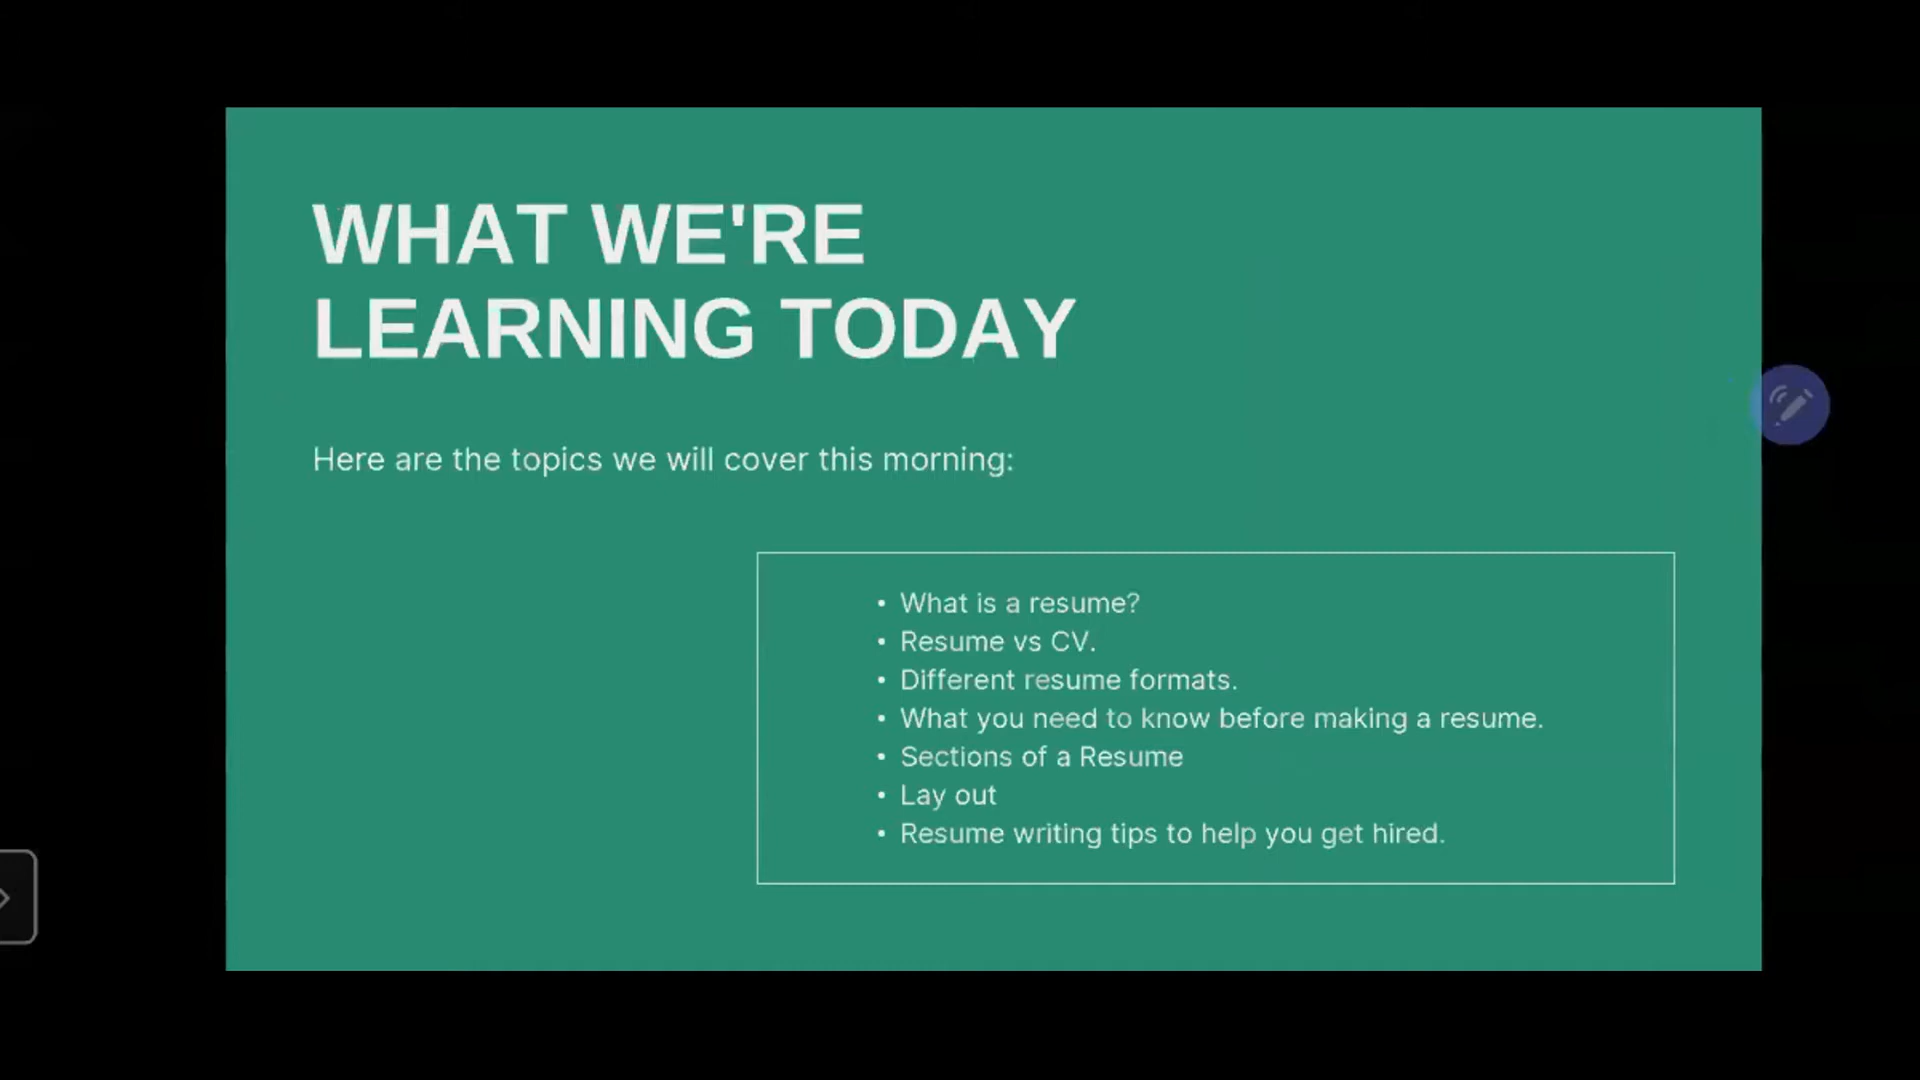 WHAT WE'RE
LEARNING TODAY
Here are the topics we will cover this morning:
• What is a resume?
• Resume vs CV.
• Different resume formats.
• What you need to know before making a resume.
• Sections of a Resume
• Lay out
• Resume writing tips to help you get hired.